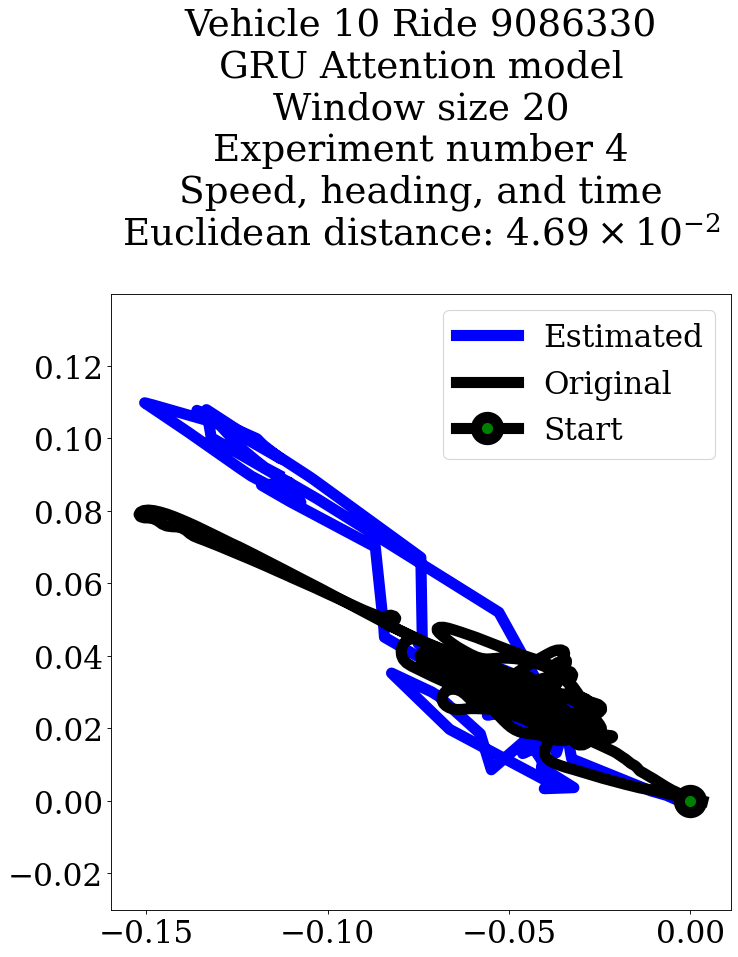 Vehicle 10 Ride 9086330
GRU Attention model
Window size 20
Experiment number 4
Speed, heading, and time
Euclidean distance: 4.69 × 10⁻²
Estimated
Original
Start
0.12
0.10
0.08
0.06
0.04
0.02
0.00
−0.02
−0.15
−0.10
−0.05
0.00